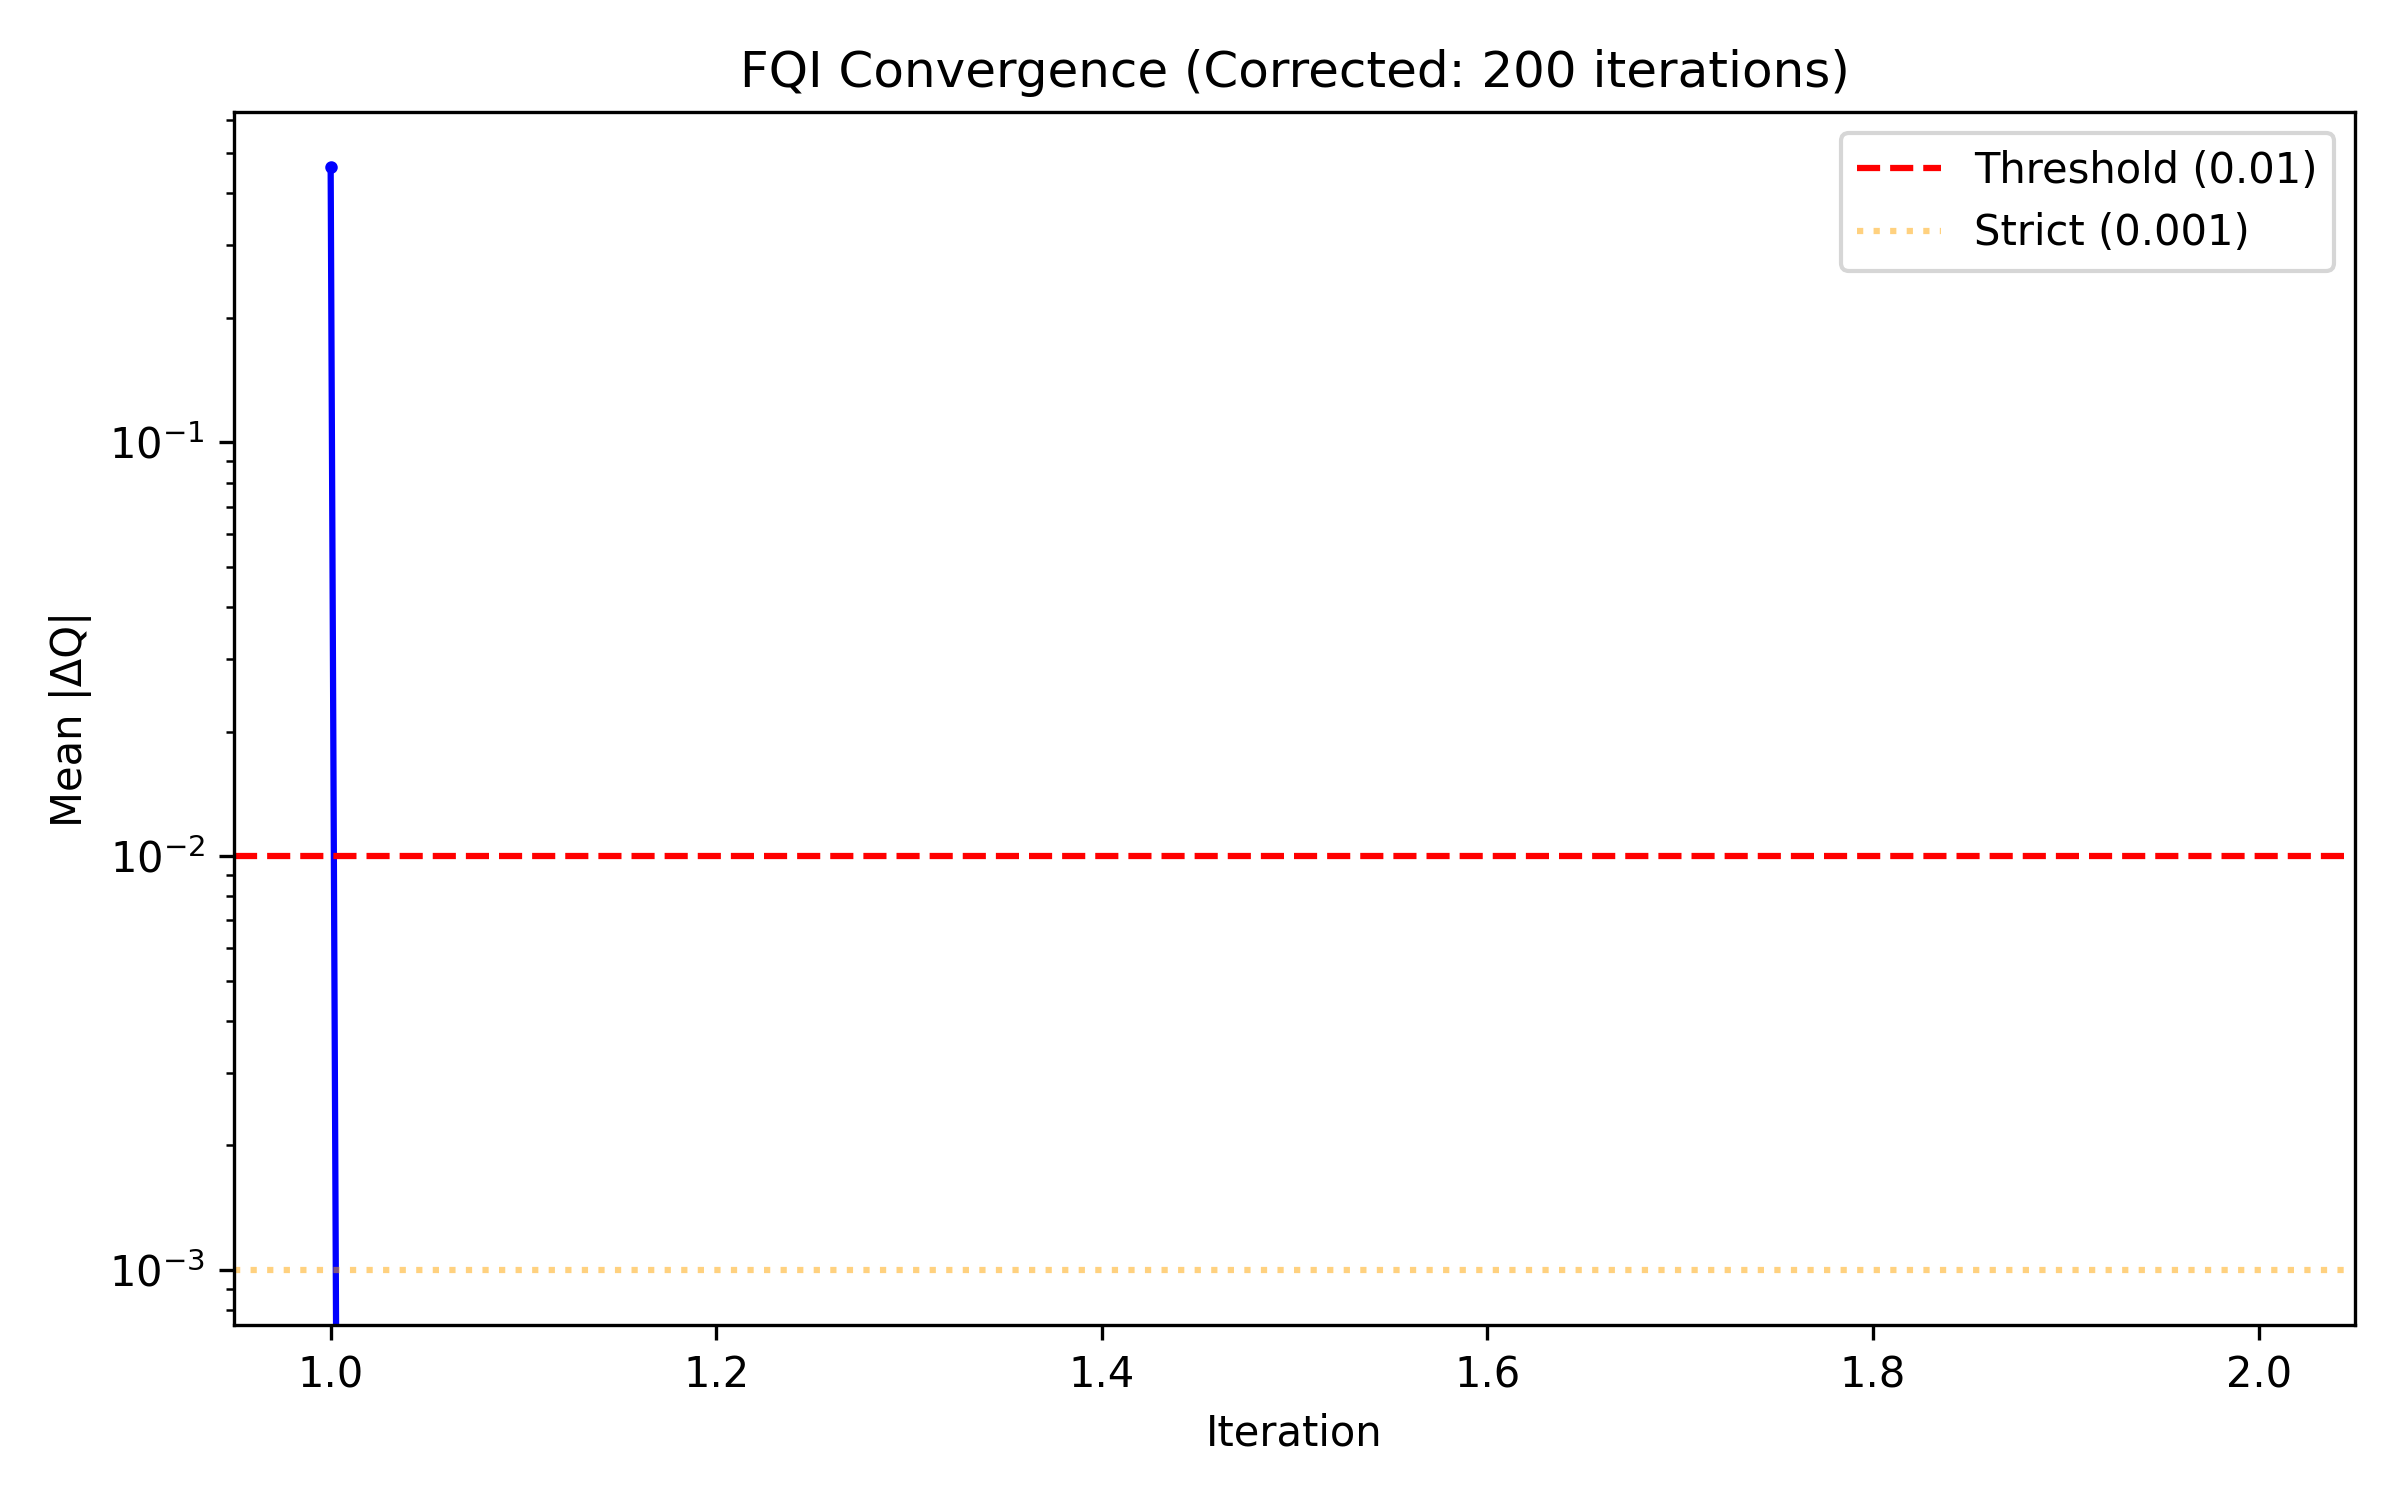 FQI Convergence (Corrected: 200 iterations)
Threshold (0.01)
Strict (0.001)
Mean |ΔQ|
10⁻¹
10⁻²
10⁻³
1.0 1.2 1.4 1.6 1.8 2.0
Iteration